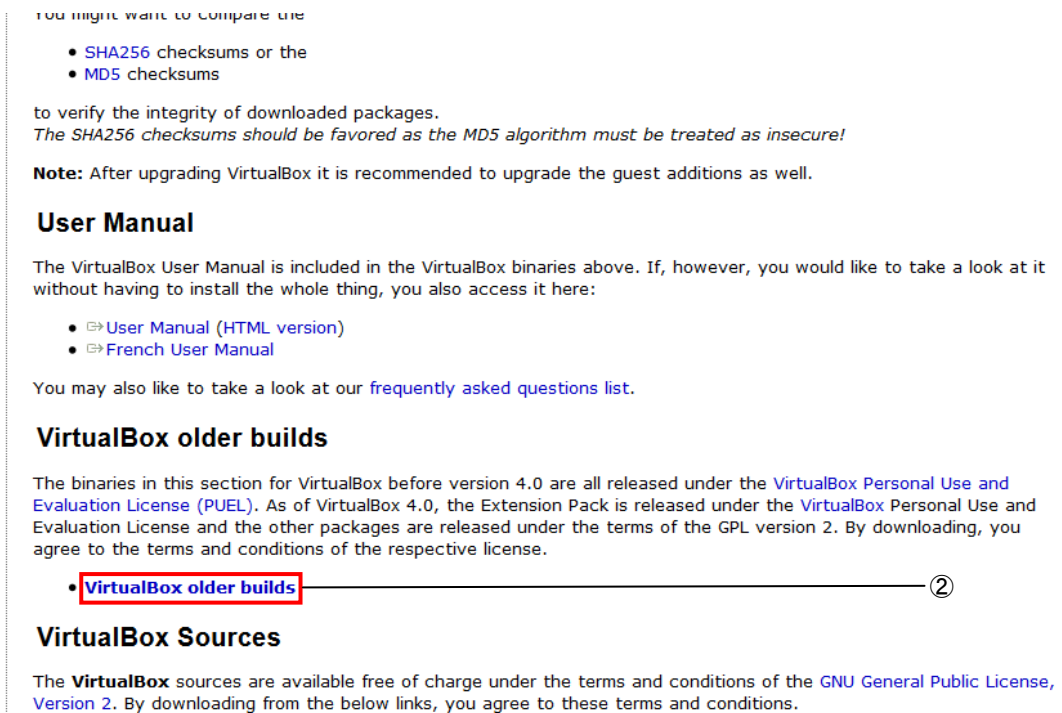 You might want to compare the
• SHA256 checksums or the
• MD5 checksums
to verify the integrity of downloaded packages.
The SHA256 checksums should be favored as the MD5 algorithm must be treated as insecure!
Note: After upgrading VirtualBox it is recommended to upgrade the guest additions as well.
User Manual
The VirtualBox User Manual is included in the VirtualBox binaries above. If, however, you would like to take a look at it
without having to install the whole thing, you also access it here:
• User Manual (HTML version)
• French User Manual
You may also like to take a look at our frequently asked questions list.
VirtualBox older builds
The binaries in this section for VirtualBox before version 4.0 are all released under the VirtualBox Personal Use and
Evaluation License (PUEL). As of VirtualBox 4.0, the Extension Pack is released under the VirtualBox Personal Use and
Evaluation License and the other packages are released under the terms of the GPL version 2. By downloading, you
agree to the terms and conditions of the respective license.
• VirtualBox older builds ②
VirtualBox Sources
The VirtualBox sources are available free of charge under the terms and conditions of the GNU General Public License,
Version 2. By downloading from the below links, you agree to these terms and conditions.